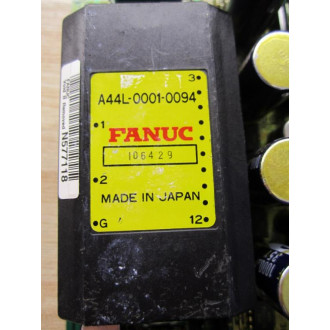 3
A44L-0001-0094
1
FANUC
106429
2
MADE IN JAPAN
G
12
N577118